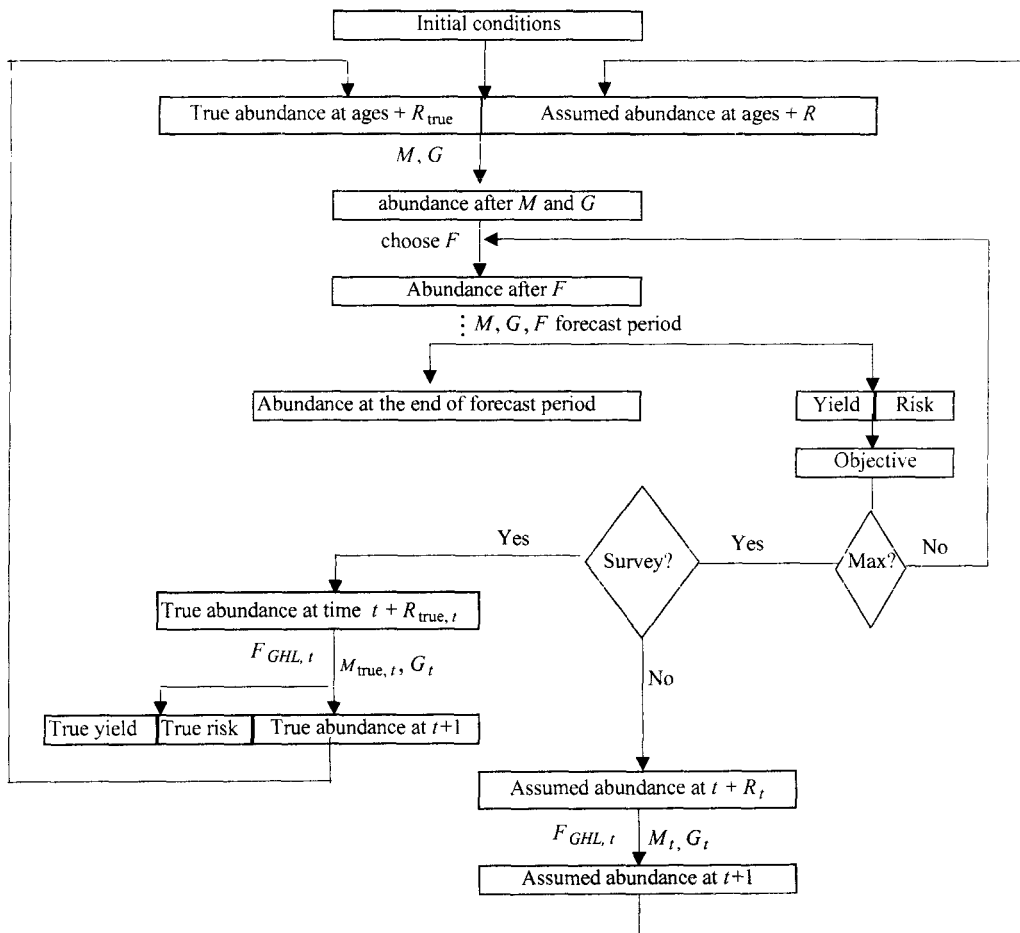 Initial conditions
True abundance at ages + R_true
Assumed abundance at ages + R
M, G
abundance after M and G
choose F
Abundance after F
⋮ M, G, F forecast period
Abundance at the end of forecast period
Yield
Risk
Objective
Max?
No
Yes
Survey?
Yes
True abundance at time t + R_true, t
F_GHL, t
M_true, t, G_t
No
True yield
True risk
True abundance at t+1
Assumed abundance at t + R_t
F_GHL, t
M_t, G_t
Assumed abundance at t+1